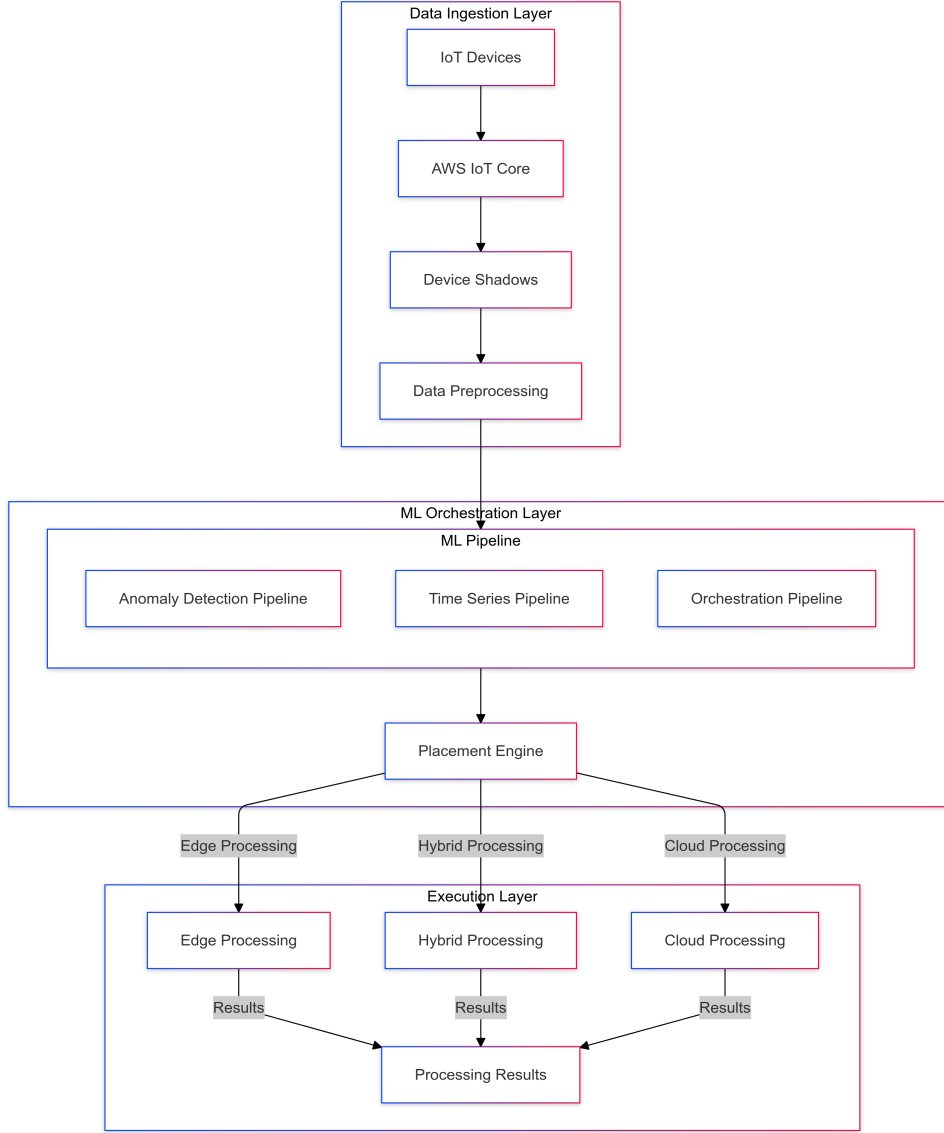 Data Ingestion Layer
IoT Devices
AWS IoT Core
Device Shadows
Data Preprocessing
ML Orchestration Layer
ML Pipeline
Anomaly Detection Pipeline
Time Series Pipeline
Orchestration Pipeline
Placement Engine
Edge Processing
Hybrid Processing
Cloud Processing
Execution Layer
Edge Processing
Hybrid Processing
Cloud Processing
Results
Results
Results
Processing Results